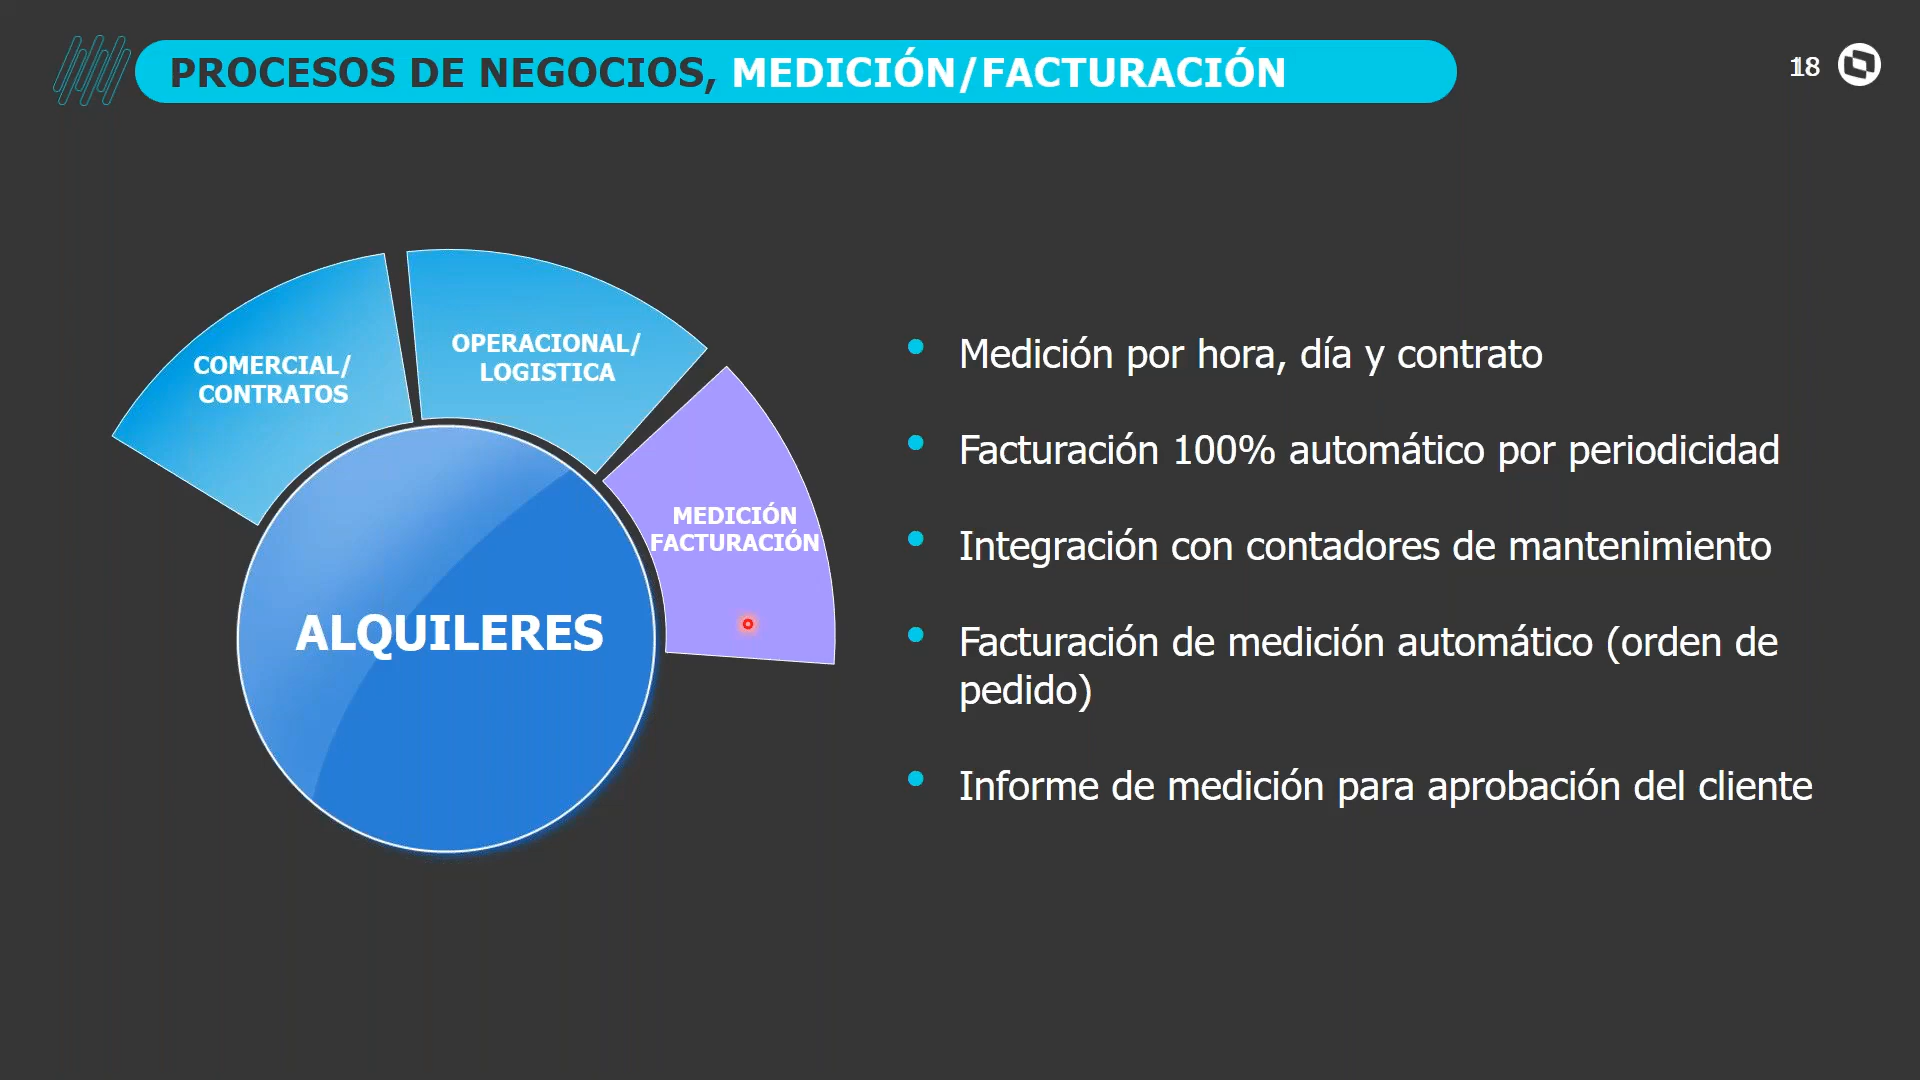 PROCESOS DE NEGOCIOS, MEDICIÓN/FACTURACIÓN
18
COMERCIAL/
CONTRATOS
OPERACIONAL/
LOGISTICA
MEDICIÓN
FACTURACIÓN
ALQUILERES
• Medición por hora, día y contrato
• Facturación 100% automático por periodicidad
• Integración con contadores de mantenimiento
• Facturación de medición automático (orden de
pedido)
• Informe de medición para aprobación del cliente